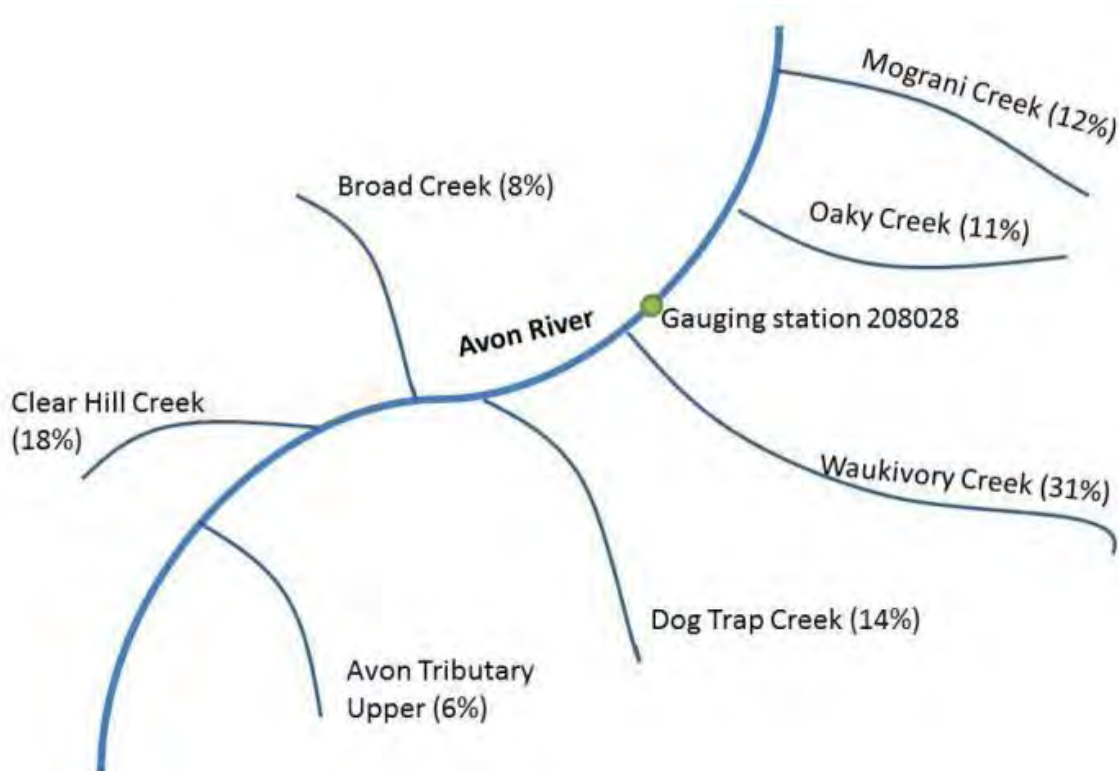 Mograni Creek (12%)
Broad Creek (8%)
Oaky Creek (11%)
Avon River
Gauging station 208028
Clear Hill Creek
(18%)
Waukivory Creek (31%)
Dog Trap Creek (14%)
Avon Tributary
Upper (6%)